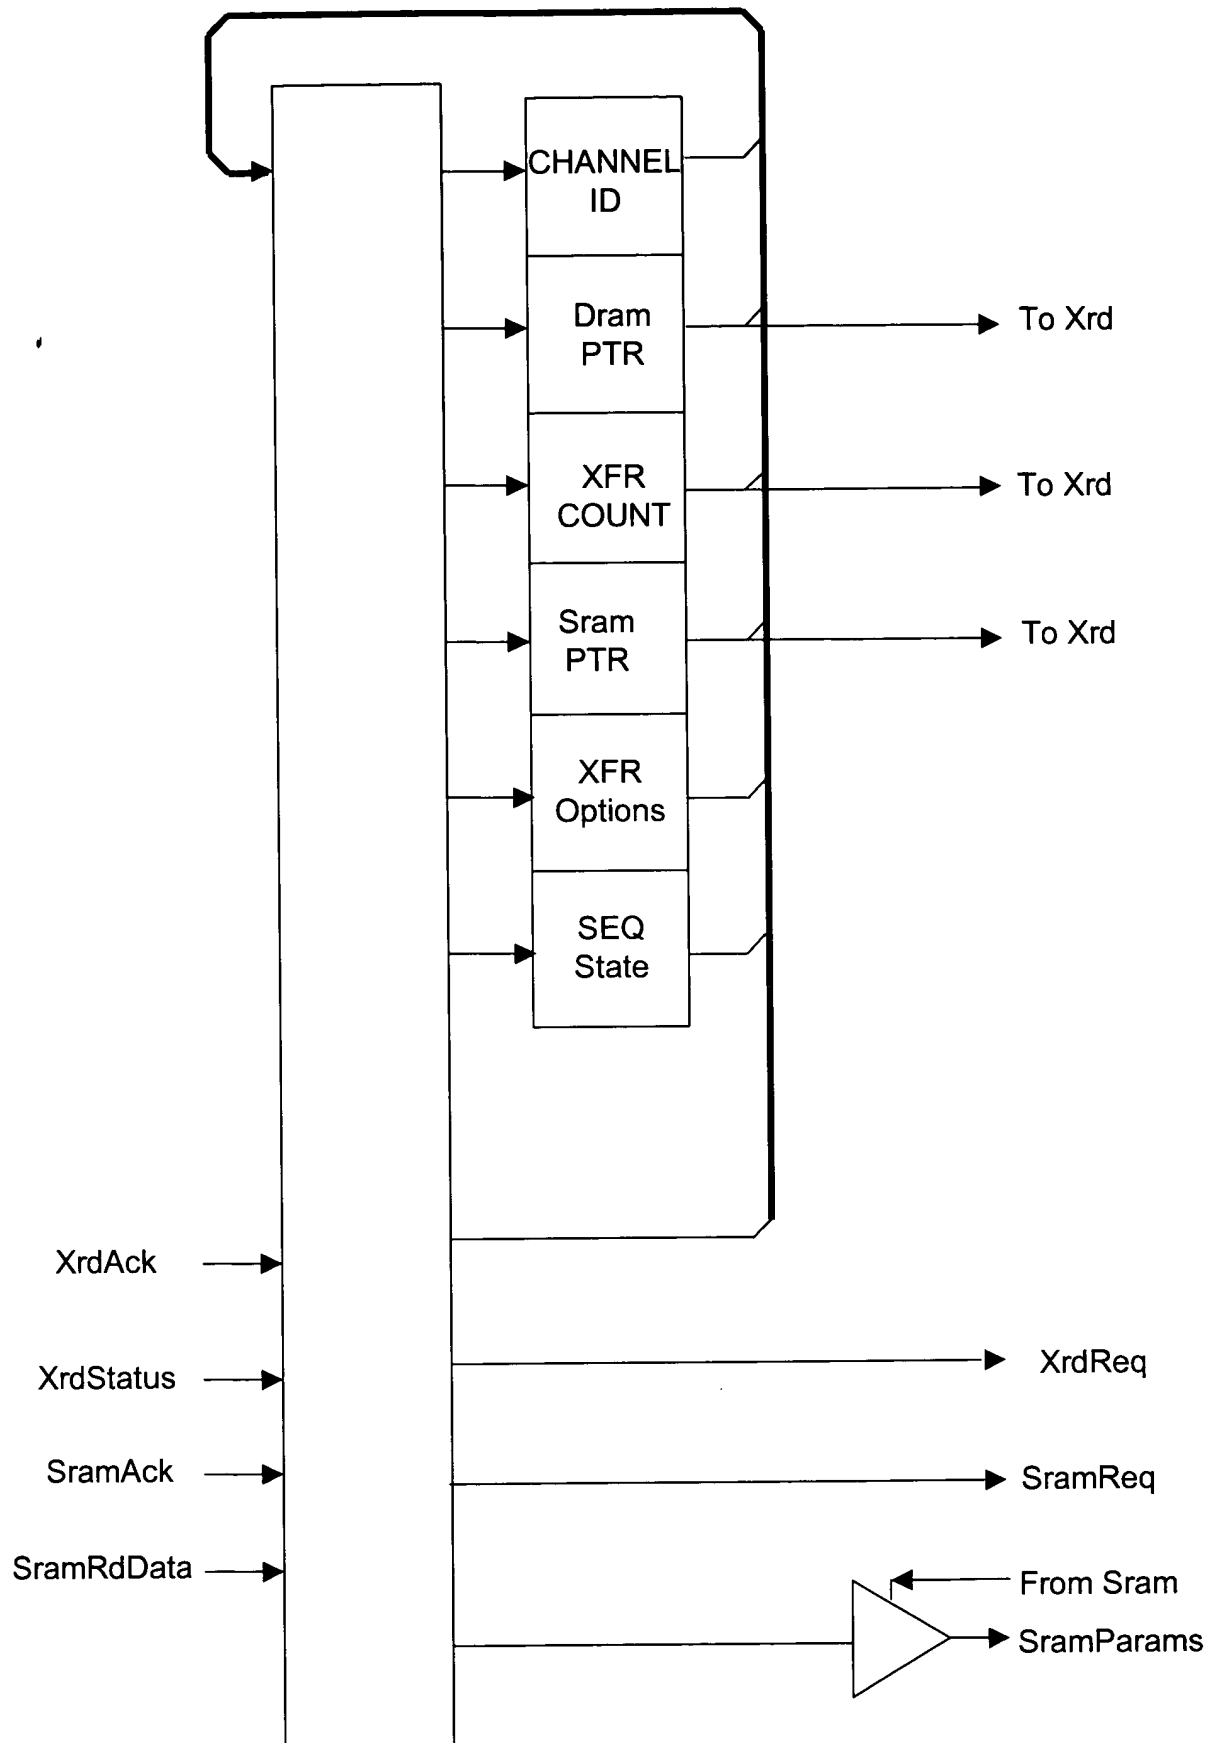 CHANNEL
ID
Dram
PTR
To Xrd
XFR
COUNT
To Xrd
Sram
PTR
To Xrd
XFR
Options
SEQ
State
XrdAck
XrdReq
XrdStatus
SramAck
SramReq
SramRdData
From Sram
SramParams